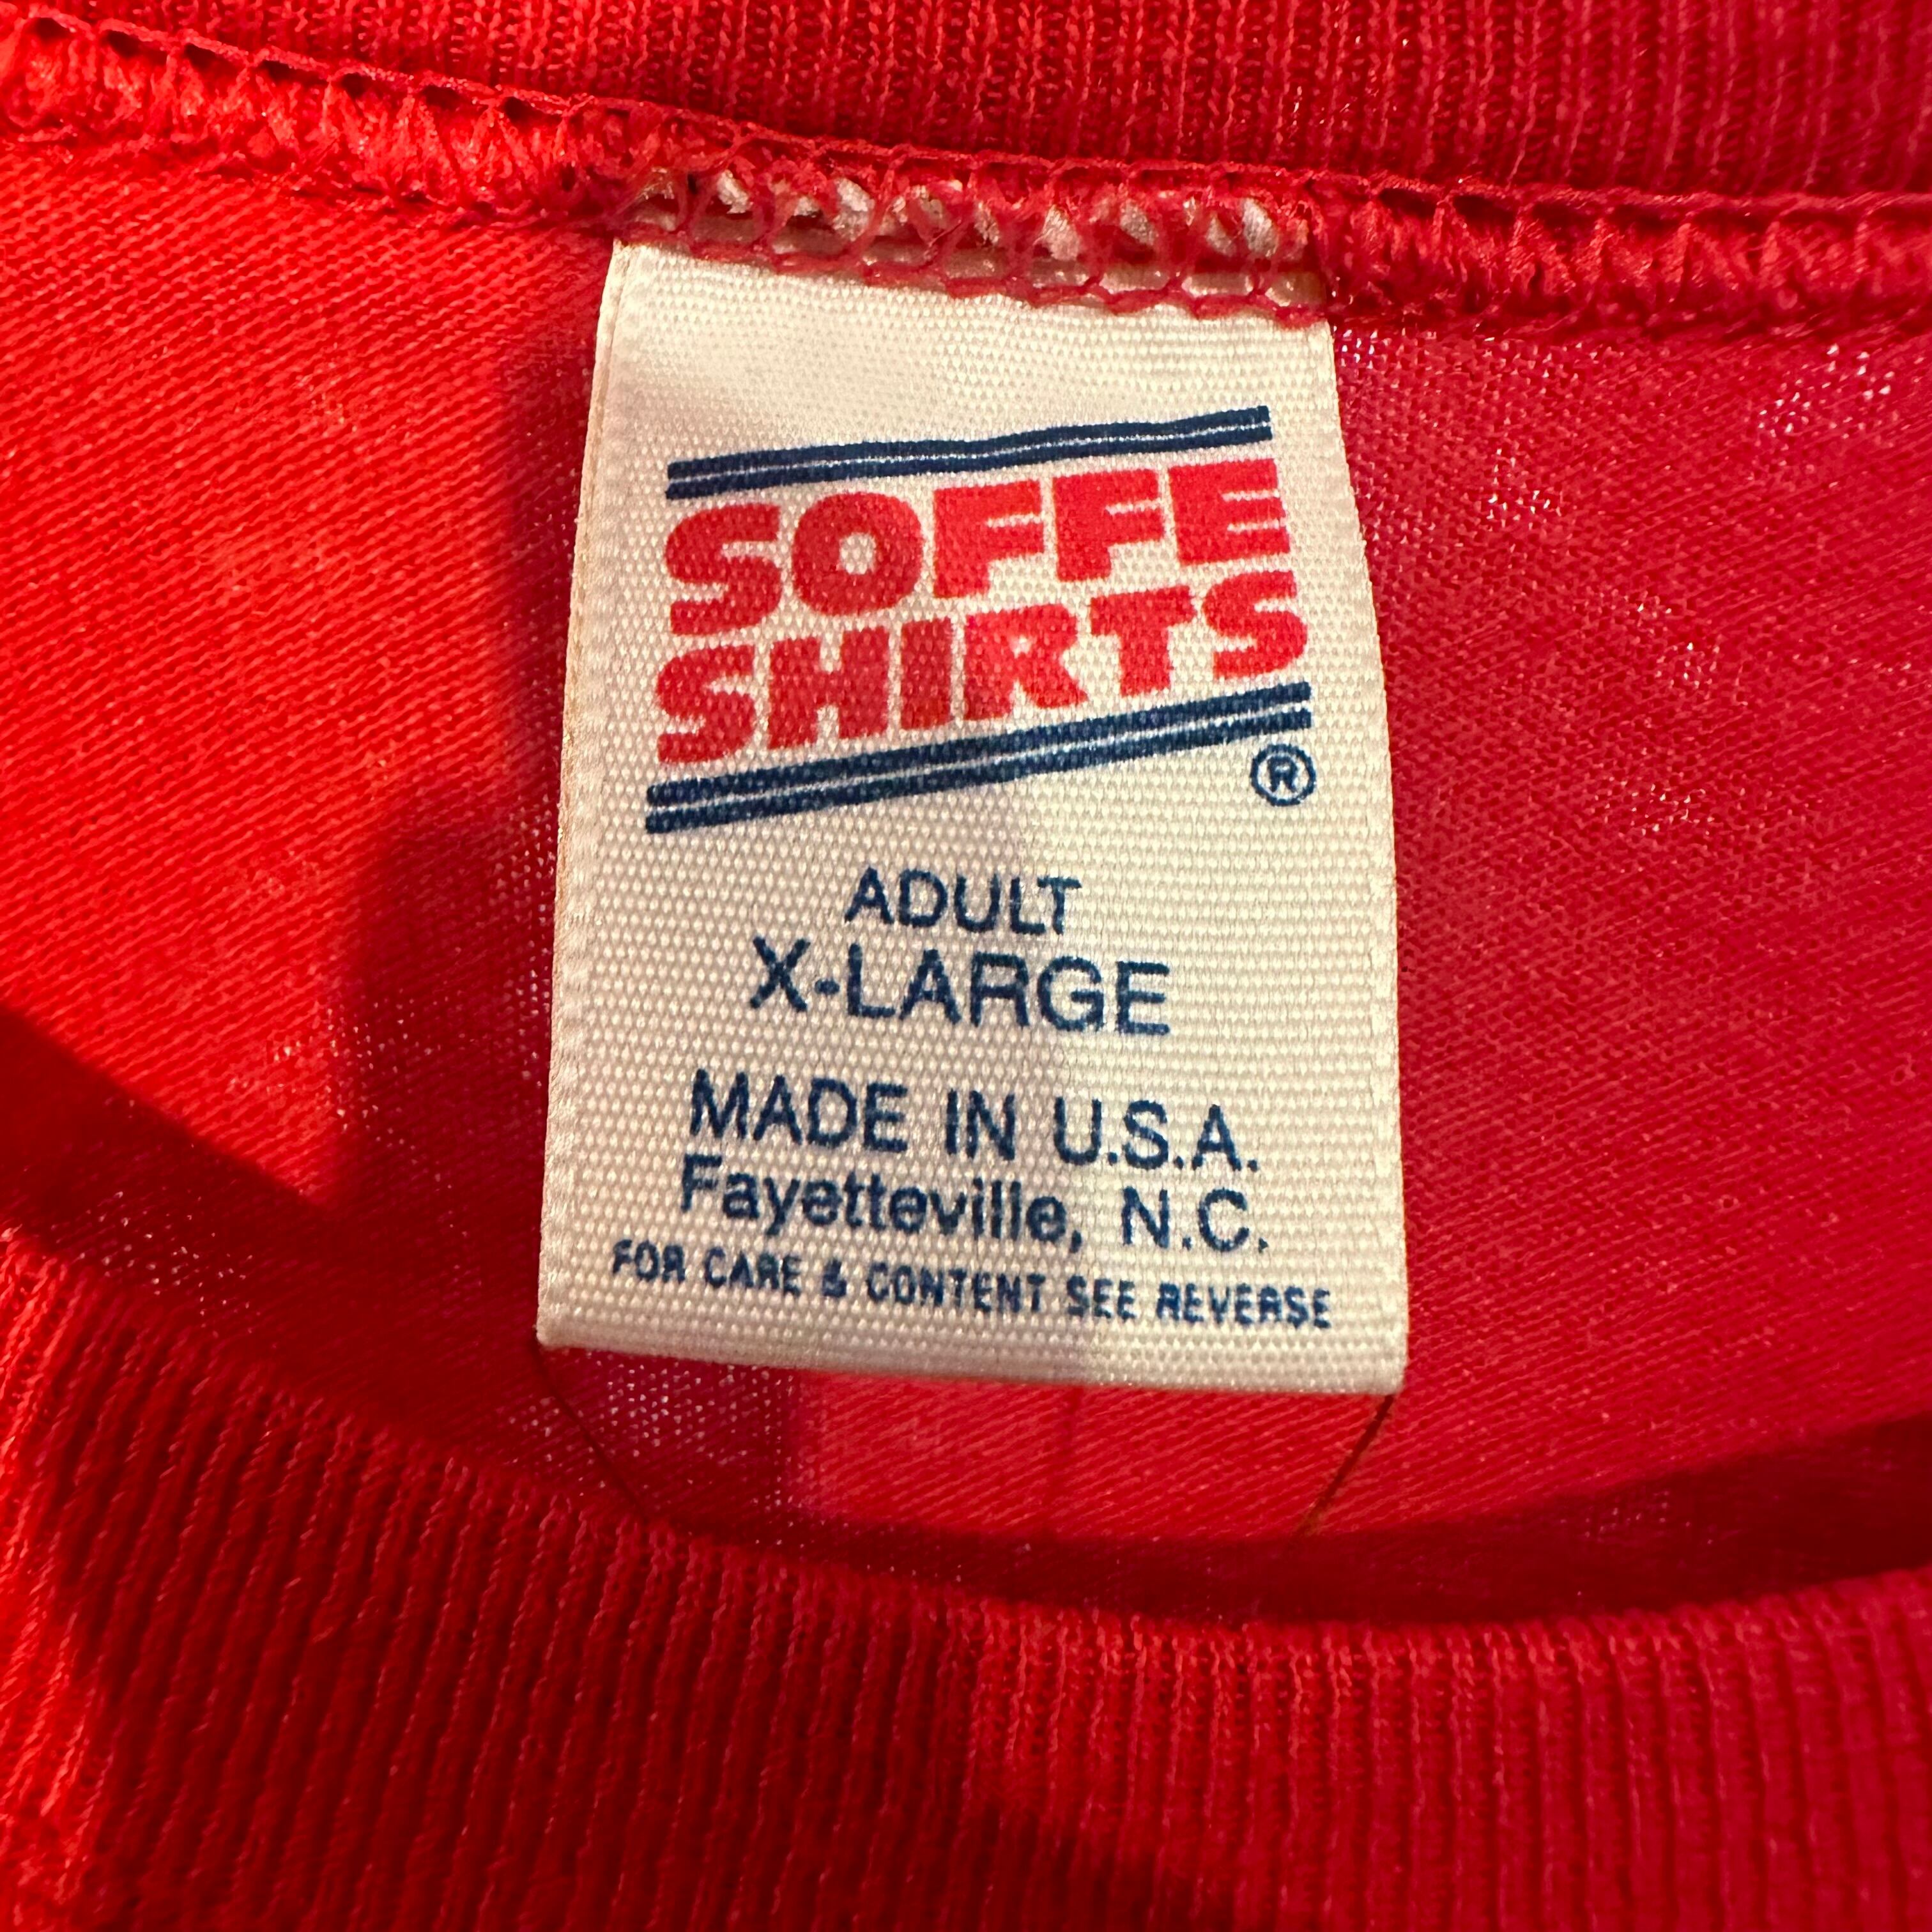 SOFFE
SHIRTS
®
ADULT
X-LARGE
MADE IN U.S.A.
Fayetteville, N.C.
FOR CARE & CONTENT SEE REVERSE